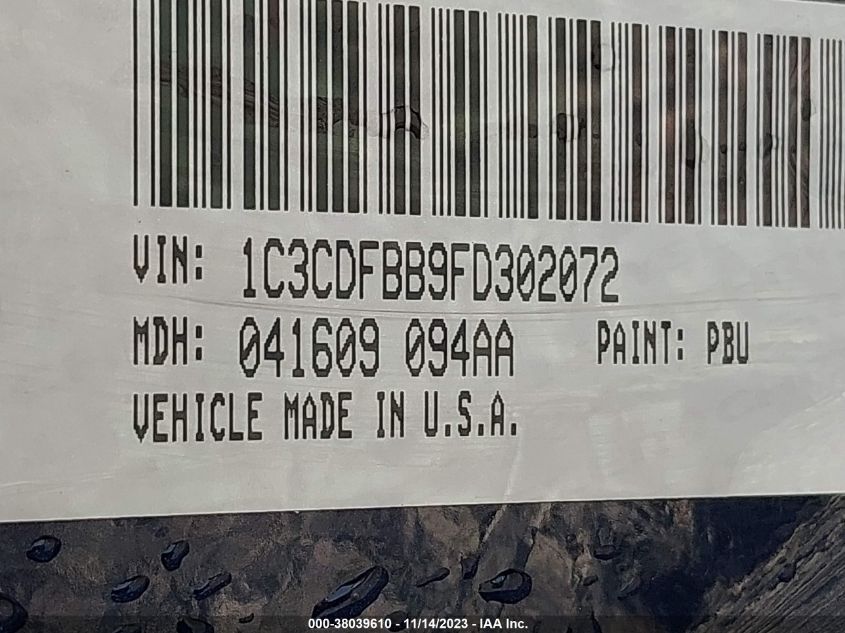 VIN: 1C3CDFBB9FD302072
MDH: 041609 094AA PAINT: PBU
VEHICLE MADE IN U.S.A.
000-38039610 - 11/14/2023 - IAA Inc.